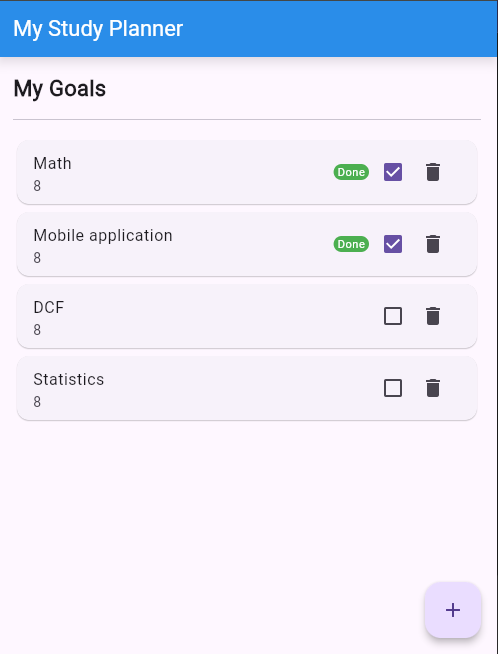 My Study Planner
My Goals
Math
8
Done
Mobile application
8
Done
DCF
8
Statistics
8